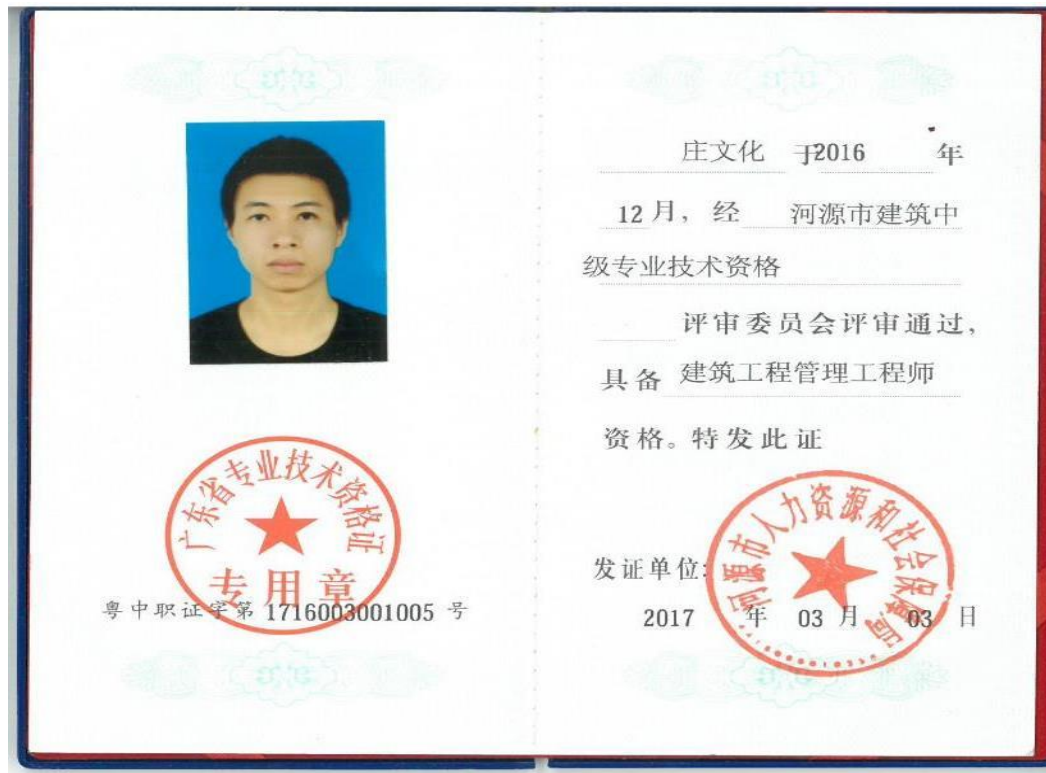 广东省专业技术资格证
专用章
粤中职证字第 1716003001005 号
庄文化 于2016 年
12 月，经 河源市建筑中
级专业技术资格
评审委员会评审通过，
具备 建筑工程管理工程师
资格。特发此证
河源市人力资源和社会保障局
发证单位:
2017 年 03 月 03 日